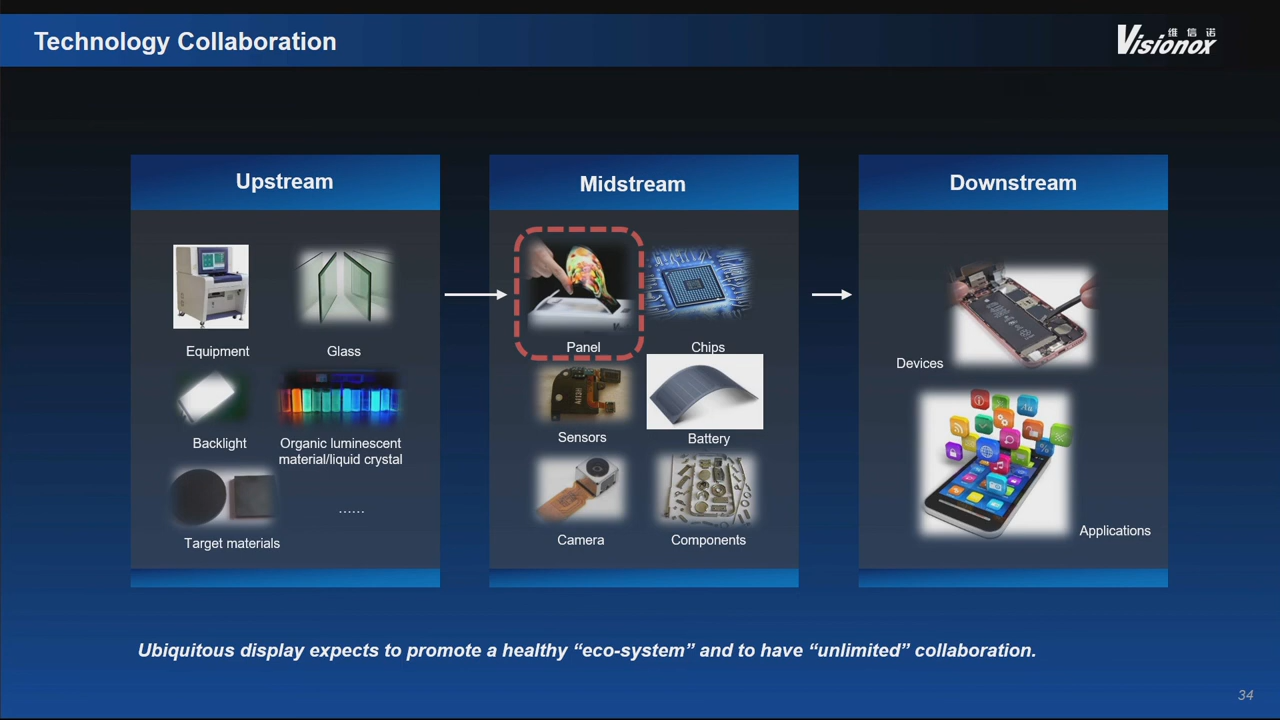 Technology Collaboration
Visionox 维信诺
Upstream
Equipment
Glass
Backlight
Organic luminescent
material/liquid crystal
Target materials
……
Midstream
Panel
Chips
Sensors
Battery
Camera
Components
Downstream
Devices
Applications
Ubiquitous display expects to promote a healthy “eco-system” and to have “unlimited” collaboration.
34